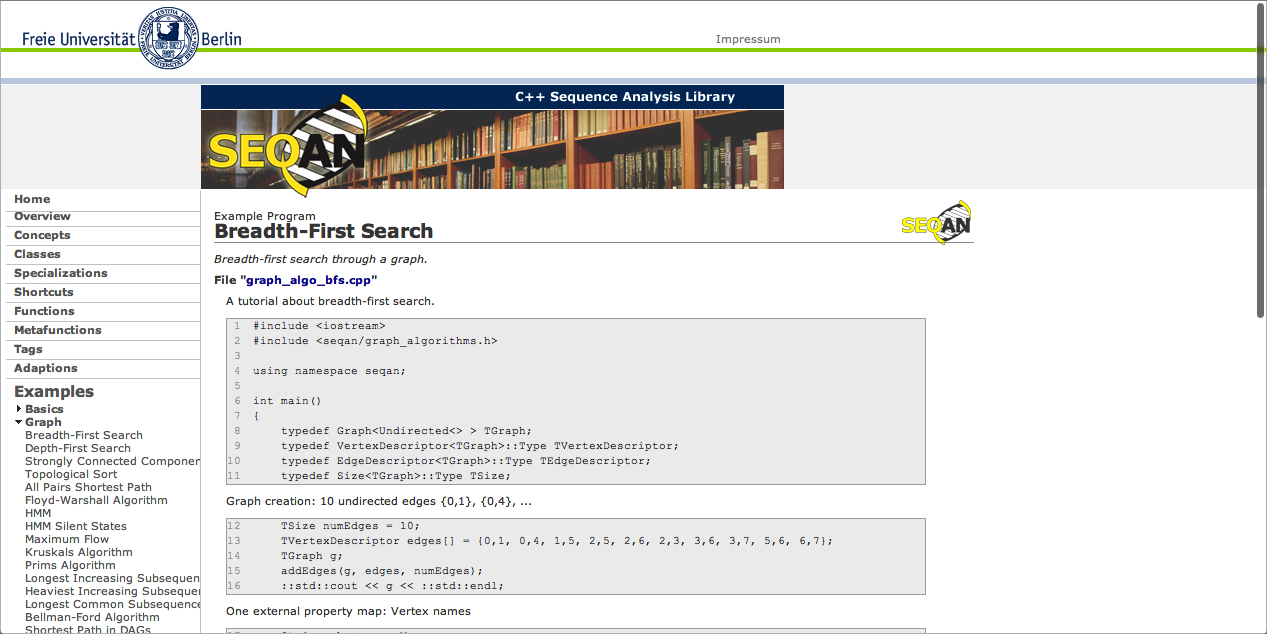 Freie Universität Berlin
Impressum
C++ Sequence Analysis Library
SEQAN
Home
Overview
Concepts
Classes
Specializations
Shortcuts
Functions
Metafunctions
Tags
Adaptions
Examples
Basics
Graph
Breadth-First Search
Depth-First Search
Strongly Connected Componen
Topological Sort
All Pairs Shortest Path
Floyd-Warshall Algorithm
HMM
HMM Silent States
Maximum Flow
Kruskals Algorithm
Prims Algorithm
Longest Increasing Subsequen
Heaviest Increasing Subsequen
Longest Common Subsequence
Bellman-Ford Algorithm
Shortest Path in DAGs
Example Program
Breadth-First Search
SEQAN
Breadth-first search through a graph.
File "graph_algo_bfs.cpp"
A tutorial about breadth-first search.
1 #include <iostream>
2 #include <seqan/graph_algorithms.h>
3
4 using namespace seqan;
5
6 int main()
7 {
8     typedef Graph<Undirected<> > TGraph;
9     typedef VertexDescriptor<TGraph>::Type TVertexDescriptor;
10     typedef EdgeDescriptor<TGraph>::Type TEdgeDescriptor;
11     typedef Size<TGraph>::Type TSize;
Graph creation: 10 undirected edges {0,1}, {0,4}, ...
12     TSize numEdges = 10;
13     TVertexDescriptor edges[] = {0,1, 0,4, 1,5, 2,5, 2,6, 2,3, 3,6, 3,7, 5,6, 6,7};
14     TGraph g;
15     addEdges(g, edges, numEdges);
16     ::std::cout << g << ::std::endl;
One external property map: Vertex names